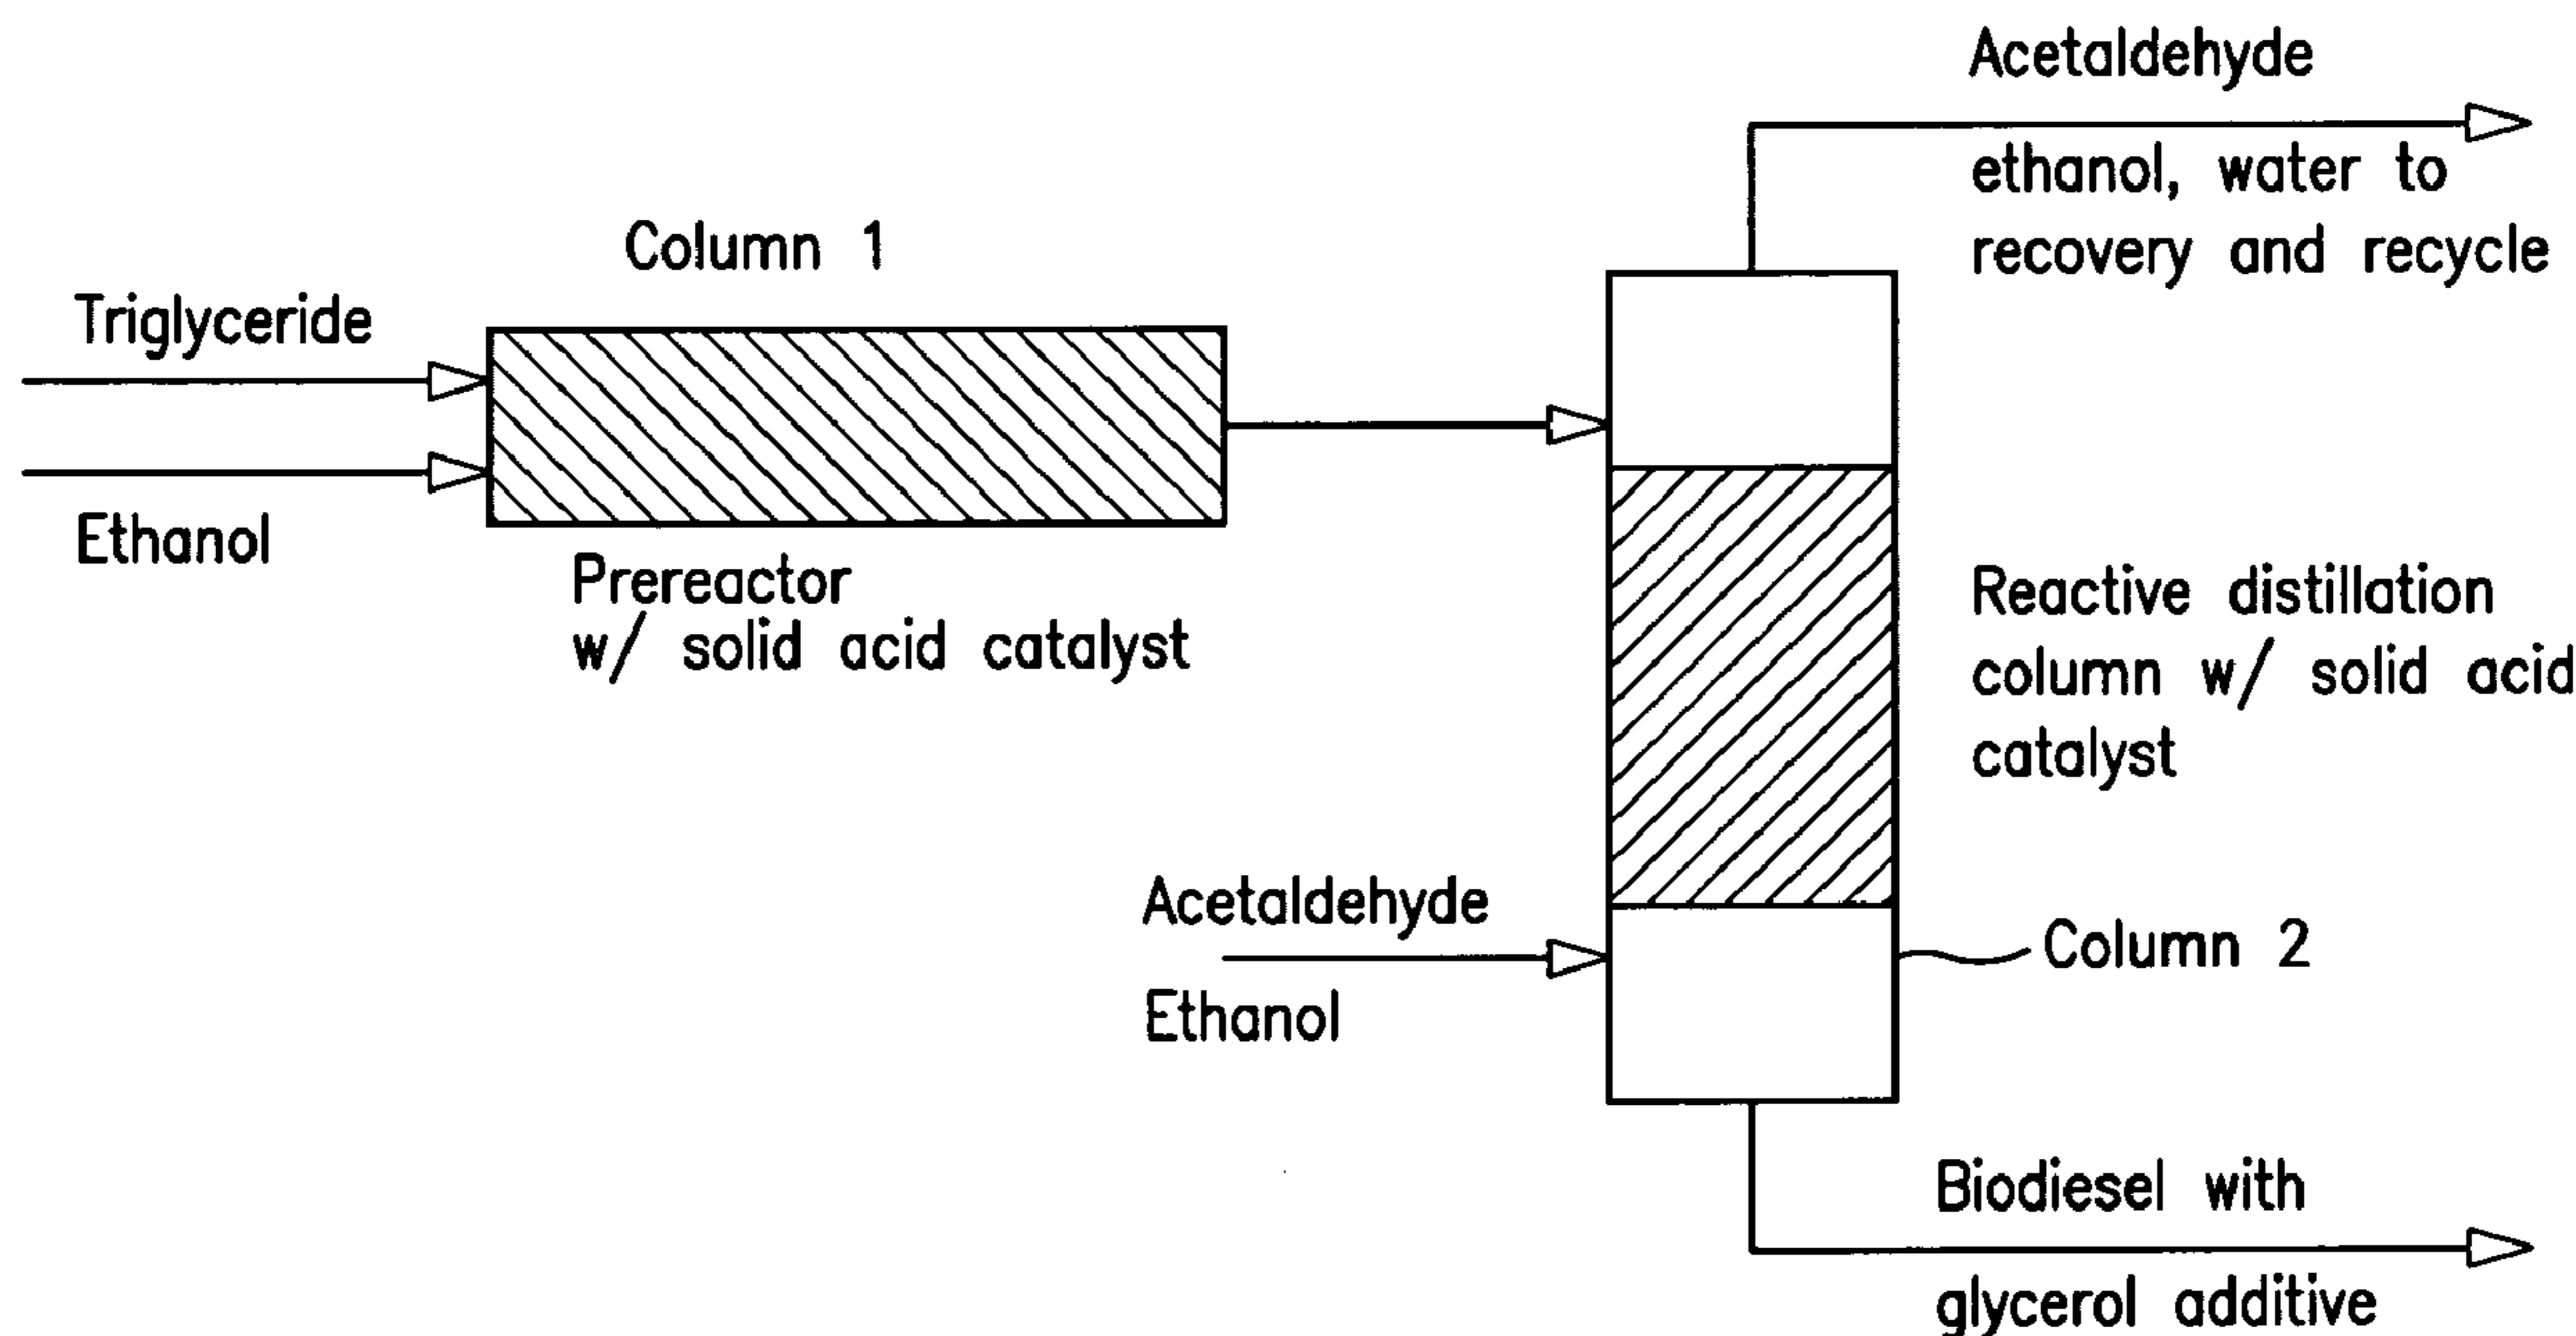 Acetaldehyde
ethanol, water to
recovery and recycle
Column 1
Triglyceride
Ethanol
Prereactor
w/ solid acid catalyst
Reactive distillation
column w/ solid acid
catalyst
Acetaldehyde
Ethanol
Column 2
Biodiesel with
glycerol additive